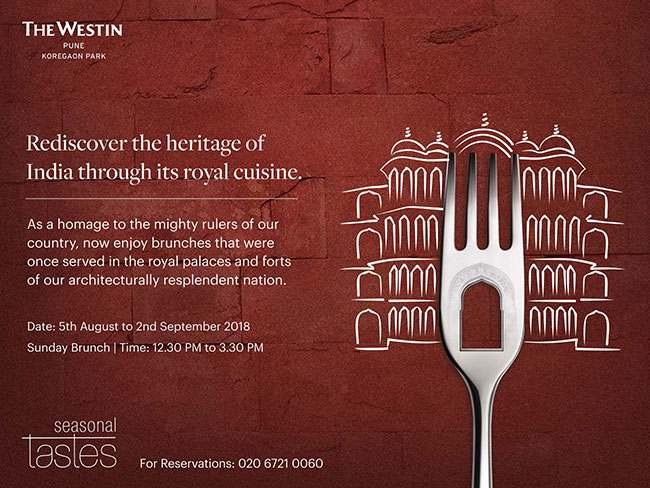 THE WESTIN
PUNE
KOREGAON PARK
Rediscover the heritage of
India through its royal cuisine.
As a homage to the mighty rulers of our
country, now enjoy brunches that were
once served in the royal palaces and forts
of our architecturally resplendent nation.
Date: 5th August to 2nd September 2018
Sunday Brunch | Time: 12.30 PM to 3.30 PM
seasonal
tastes
For Reservations: 020 6721 0060